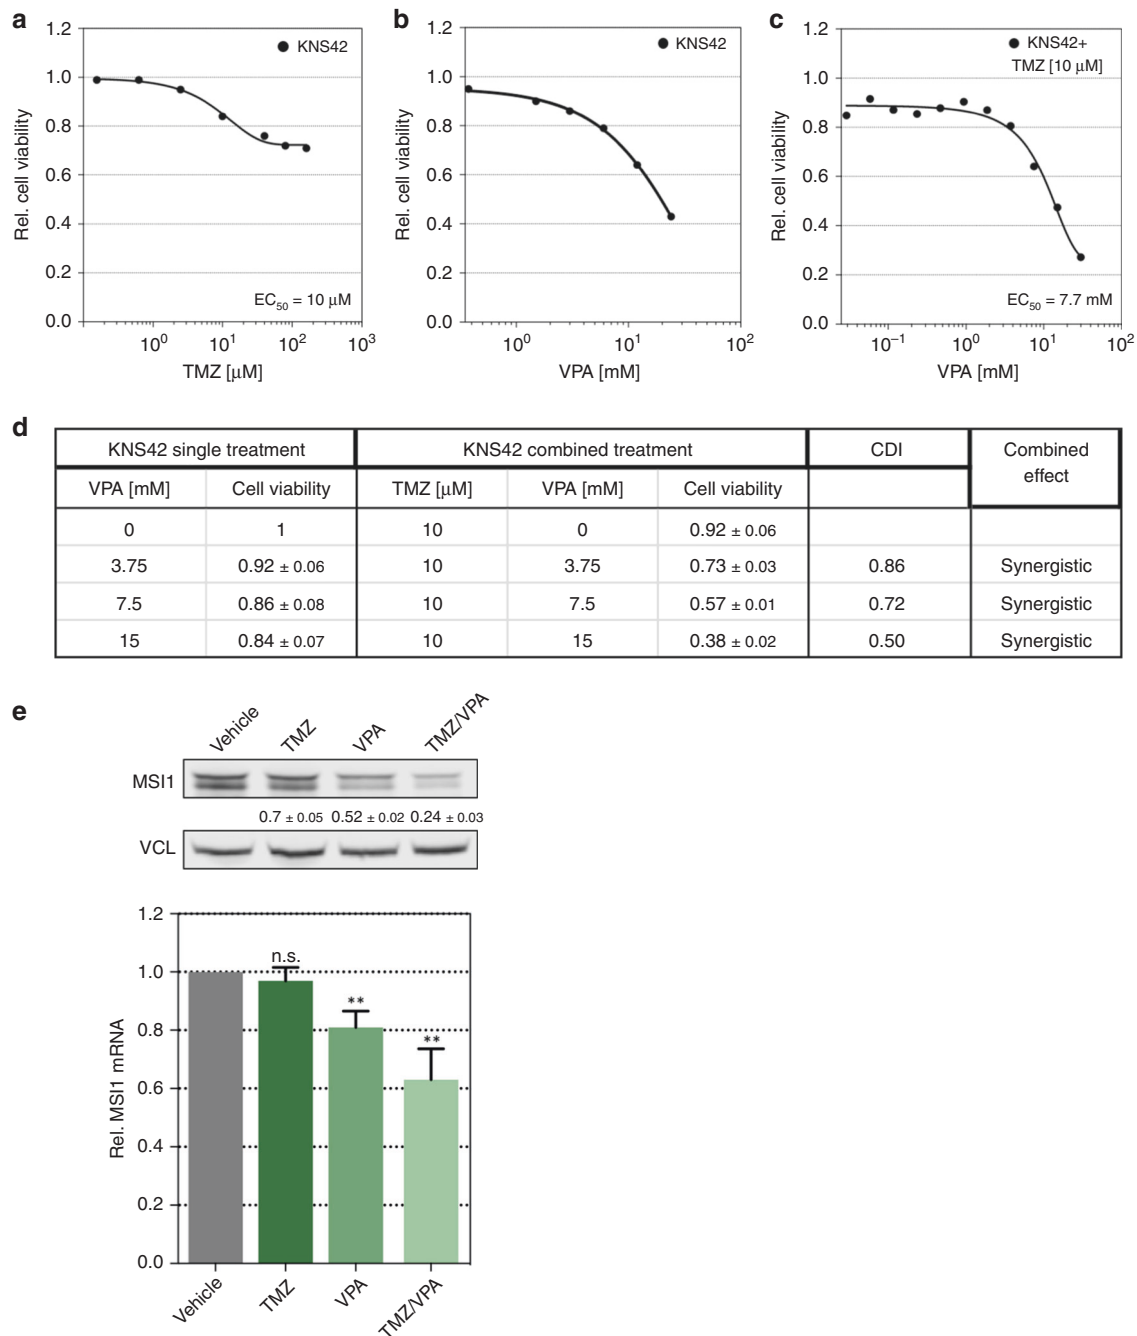 a
1.2
1.0
0.8
0.6
0.4
0.2
0.0
Rel. cell viability
KNS42
EC50 = 10 μM
10^0 10^1 10^2 10^3
TMZ [μM]
b
1.2
1.0
0.8
0.6
0.4
0.2
0.0
Rel. cell viability
KNS42
10^0 10^1 10^2
VPA [mM]
c
1.2
1.0
0.8
0.6
0.4
0.2
0.0
Rel. cell viability
KNS42+
TMZ [10 μM]
EC50 = 7.7 mM
10^−1 10^0 10^1 10^2
VPA [mM]
d
KNS42 single treatment KNS42 combined treatment CDI Combined
effect
VPA [mM] Cell viability TMZ [μM] VPA [mM] Cell viability
0 1 10 0 0.92 ± 0.06
3.75 0.92 ± 0.06 10 3.75 0.73 ± 0.03 0.86 Synergistic
7.5 0.86 ± 0.08 10 7.5 0.57 ± 0.01 0.72 Synergistic
15 0.84 ± 0.07 10 15 0.38 ± 0.02 0.50 Synergistic
e
Vehicle TMZ VPA TMZ/VPA
MSI1
0.7 ± 0.05 0.52 ± 0.02 0.24 ± 0.03
VCL
1.2
1.0
0.8
0.6
0.4
0.2
0.0
Rel. MSI1 mRNA
n.s.
**
**
Vehicle TMZ VPA TMZ/VPA